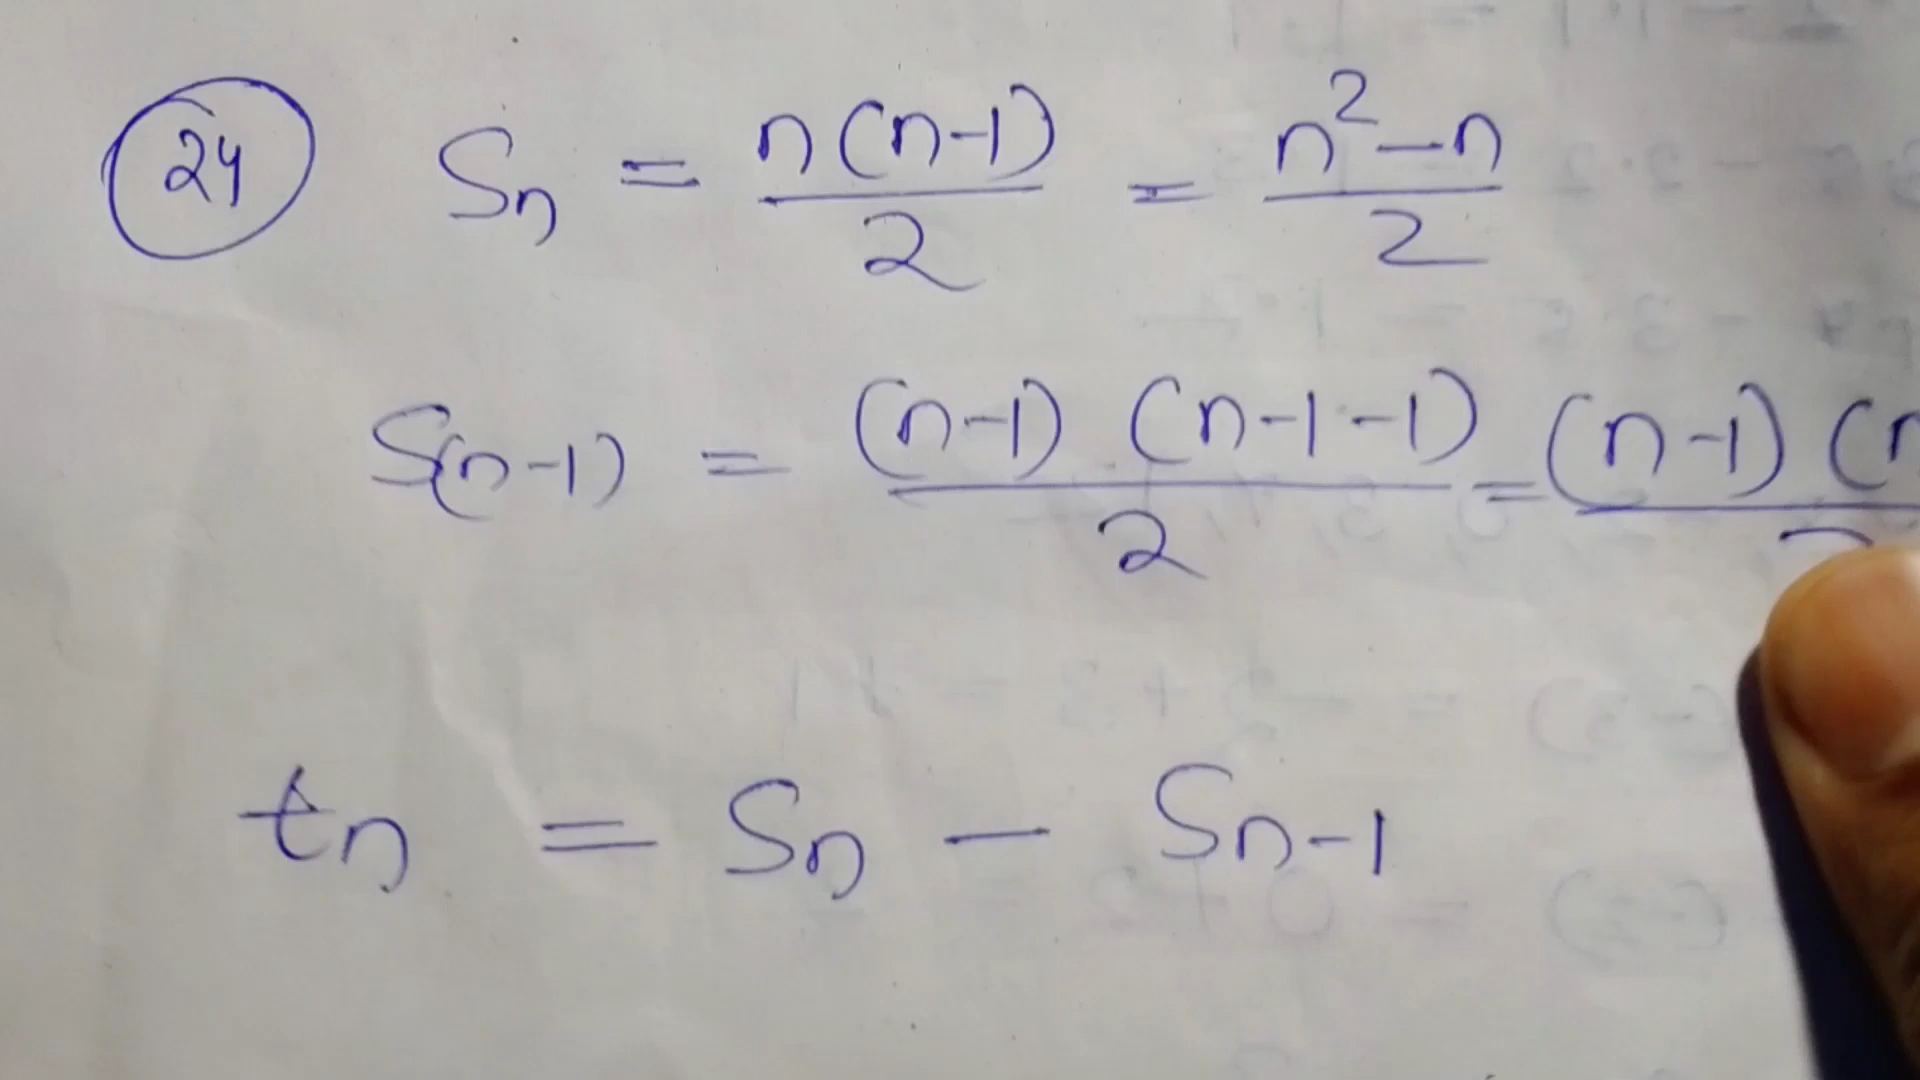 24 Sn = n(n-1)/2 = n²-n/2
S(n-1) = (n-1) (n-1-1)/2 = (n-1) (n
tn = Sn - Sn-1